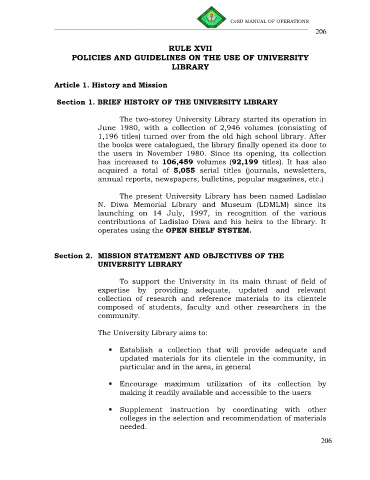 CvSU MANUAL OF OPERATIONS
206
RULE XVII
POLICIES AND GUIDELINES ON THE USE OF UNIVERSITY
LIBRARY
Article 1. History and Mission
Section 1. BRIEF HISTORY OF THE UNIVERSITY LIBRARY
The two-storey University Library started its operation in
June 1980, with a collection of 2,946 volumes (consisting of
1,196 titles) turned over from the old high school library. After
the books were catalogued, the library finally opened its door to
the users in November 1980. Since its opening, its collection
has increased to 106,459 volumes (92,199 titles). It has also
acquired a total of 5,055 serial titles (journals, newsletters,
annual reports, newspapers, bulletins, popular magazines, etc.)
The present University Library has been named Ladislao
N. Diwa Memorial Library and Museum (LDMLM) since its
launching on 14 July, 1997, in recognition of the various
contributions of Ladislao Diwa and his heirs to the library. It
operates using the OPEN SHELF SYSTEM.
Section 2. MISSION STATEMENT AND OBJECTIVES OF THE
UNIVERSITY LIBRARY
To support the University in its main thrust of field of
expertise by providing adequate, updated and relevant
collection of research and reference materials to its clientele
composed of students, faculty and other researchers in the
community.
The University Library aims to:
▪ Establish a collection that will provide adequate and
updated materials for its clientele in the community, in
particular and in the area, in general
▪ Encourage maximum utilization of its collection by
making it readily available and accessible to the users
▪ Supplement instruction by coordinating with other
colleges in the selection and recommendation of materials
needed.
206